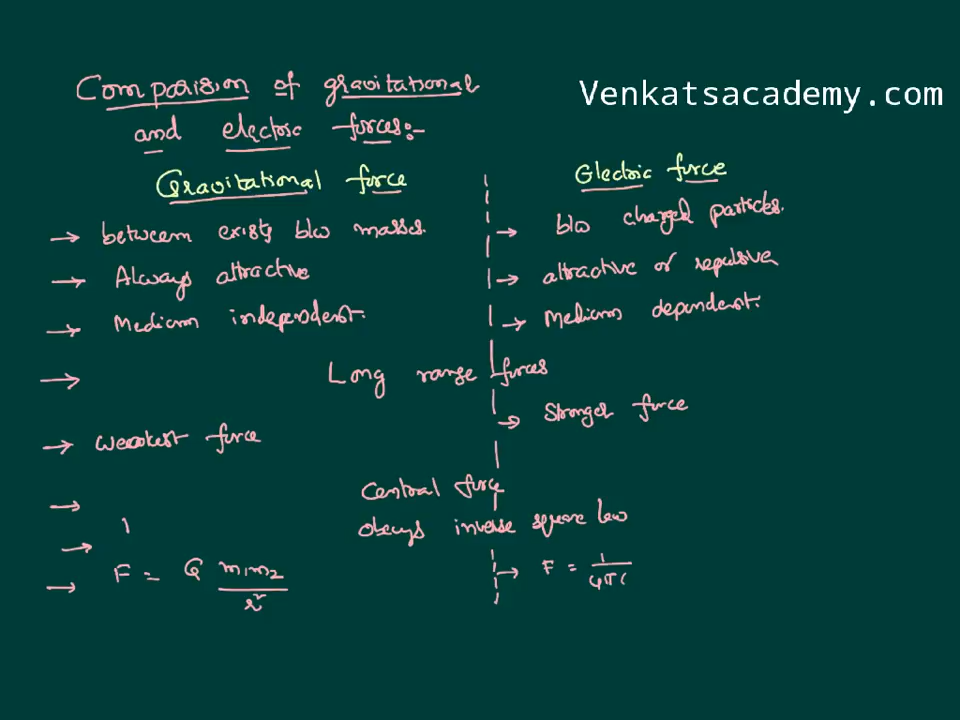 Comparision of gravitational
Venkatsacademy.com
and electric forces:-
Gravitational force
Electric force
→ between exists b/w masses.
→ b/w charged particles.
→ Always attractive
→ attractive or repulsive
→ Medium independent.
→ Medium dependent.
→ Long range forces
→ Weakest force
→ Stronger force
→ Central force
→ obeys inverse square law
→ F = G m₁m₂/r²
→ F = 1/4π